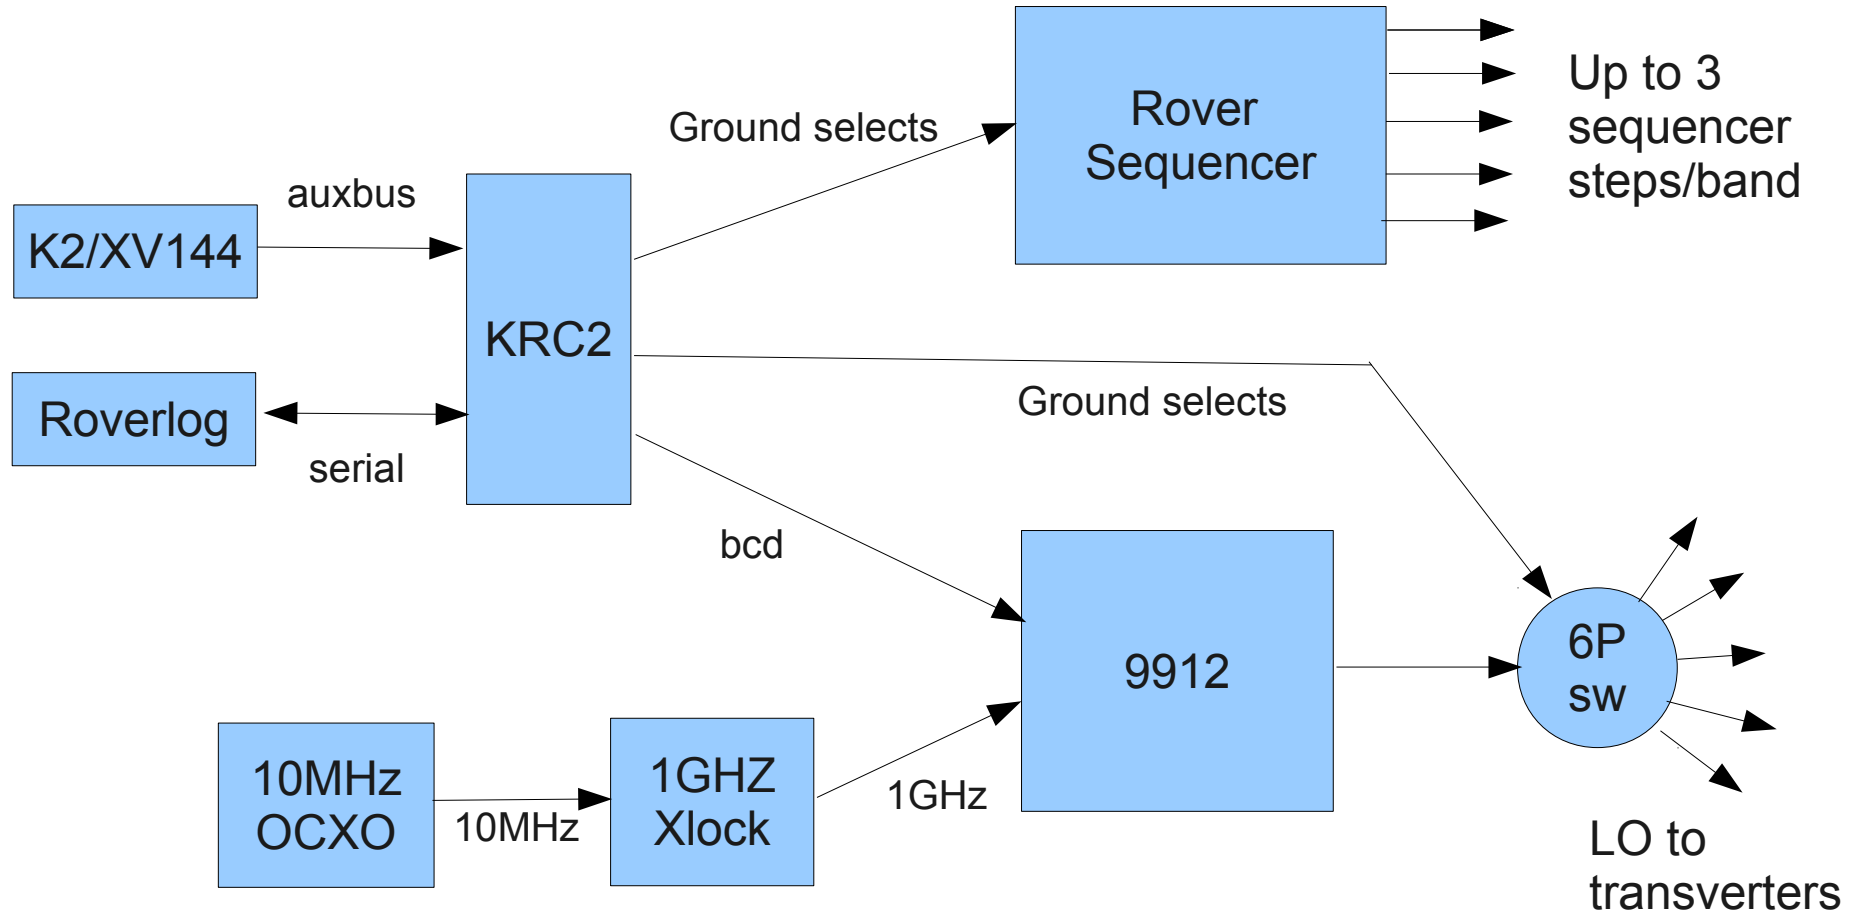 Rover
Sequencer
Up to 3
sequencer
steps/band
Ground selects
auxbus
K2/XV144
KRC2
Roverlog
serial
Ground selects
bcd
9912
6P
sw
10MHz
OCXO
10MHz
1GHZ
Xlock
1GHz
LO to
transverters